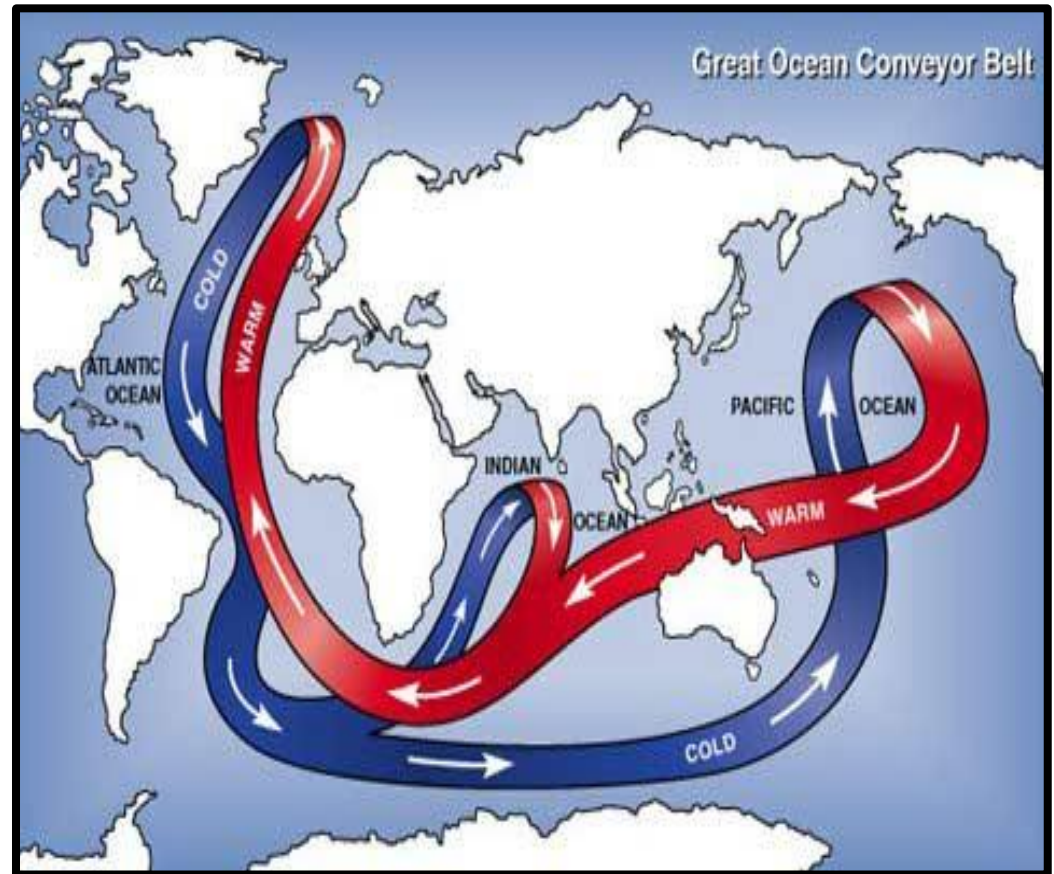 Great Ocean Conveyor Belt
COLD
WARM
ATLANTIC
OCEAN
PACIFIC
OCEAN
INDIAN
OCEAN
WARM
COLD